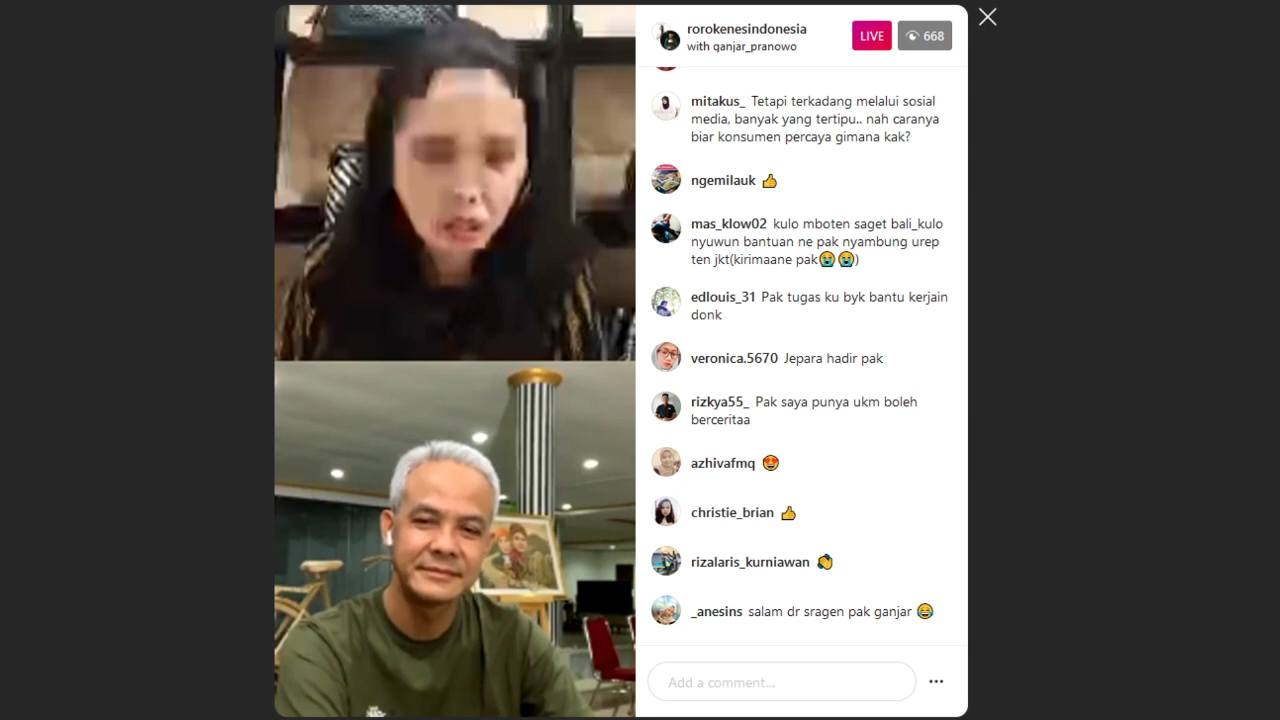 rorokenesindonesia
with ganjar_pranowo
LIVE
668
mitakus_ Tetapi terkadang melalui sosial
media, banyak yang tertipu.. nah caranya
biar konsumen percaya gimana kak?
ngemilauk 👍
mas_klow02 kulo mboten saget bali_kulo
nyuwun bantuan ne pak nyambung urep
ten jkt(kirimaane pak😭😭)
edlouis_31 Pak tugas ku byk bantu kerjain
donk
veronica.5670 Jepara hadir pak
rizkya55_ Pak saya punya ukm boleh
berceritaa
azhivafmq 😍
christie_brian 👍
rizalaris_kurniawan 👏
_anesins salam dr sragen pak ganjar 😂
Add a comment...